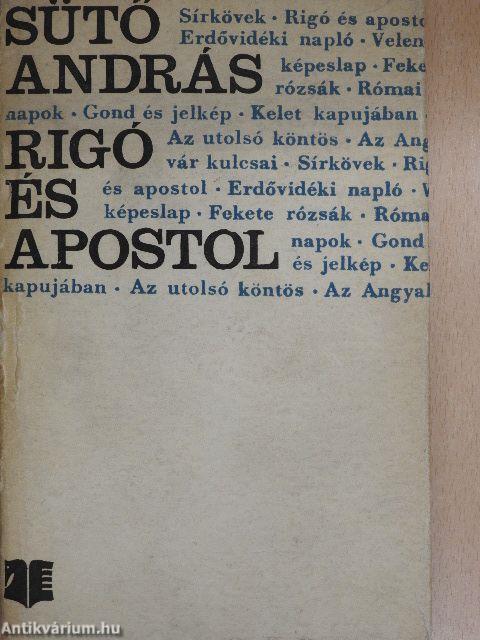 SÜTŐ Sírkövek · Rigó és aposto
Erdővidéki napló · Velen
ANDRÁS képeslap · Feke
rózsák · Római
napok · Gond és jelkép · Kelet kapujában ·
RIGÓ Az utolsó köntös · Az Ang
vár kulcsai · Sírkövek · Rig
ÉS és apostol · Erdővidéki napló · V
képeslap · Fekete rózsák · Róma
APOSTOL napok · Gond
és jelkép · Ke
kapujában · Az utolsó köntös · Az Angyal
Antikvárium.hu